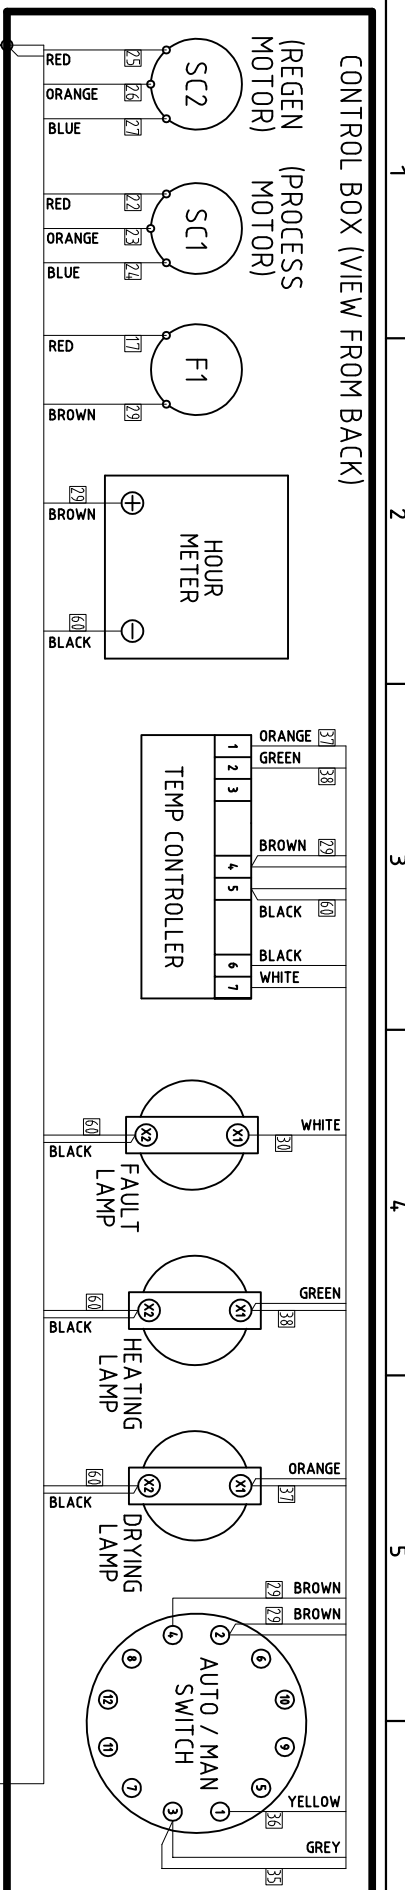 CONTROL BOX (VIEW FROM BACK)
1
2
3
4
5
(REGEN
MOTOR)
SC2
25
RED
26
ORANGE
27
BLUE
(PROCESS
MOTOR)
SC1
22
RED
23
ORANGE
24
BLUE
F1
17
RED
29
BROWN
HOUR
METER
+
29
BROWN
−
60
BLACK
TEMP CONTROLLER
1
2
3
4
5
6
7
ORANGE 37
GREEN
38
BROWN 29
BLACK 60
BLACK
WHITE
FAULT
LAMP
X2
X1
WHITE
30
60
BLACK
HEATING
LAMP
X2
X1
GREEN
38
60
BLACK
DRYING
LAMP
X2
X1
ORANGE
37
60
BLACK
29 BROWN
29 BROWN
AUTO / MAN
SWITCH
4
2
8
6
12
10
11
9
7
5
3
1
YELLOW
36
GREY
35